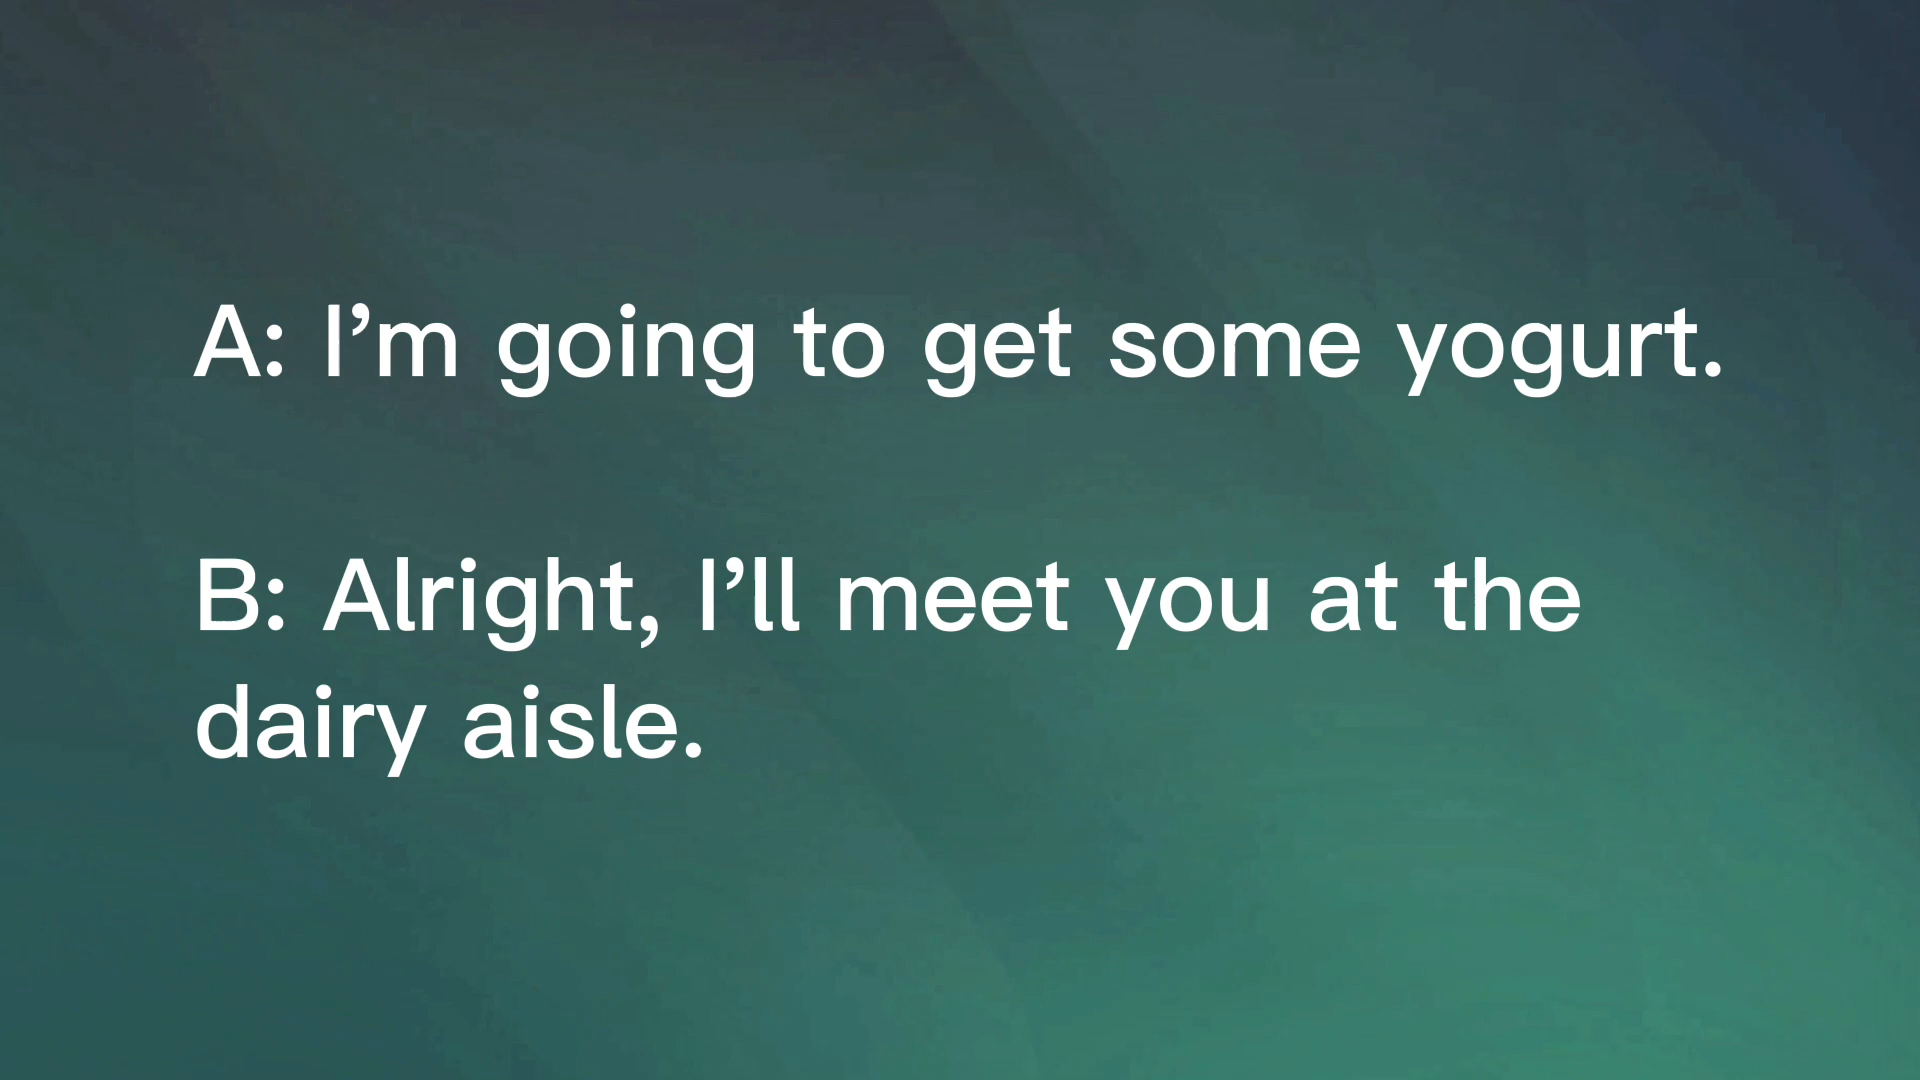 A: I’m going to get some yogurt.
B: Alright, I’ll meet you at the
dairy aisle.